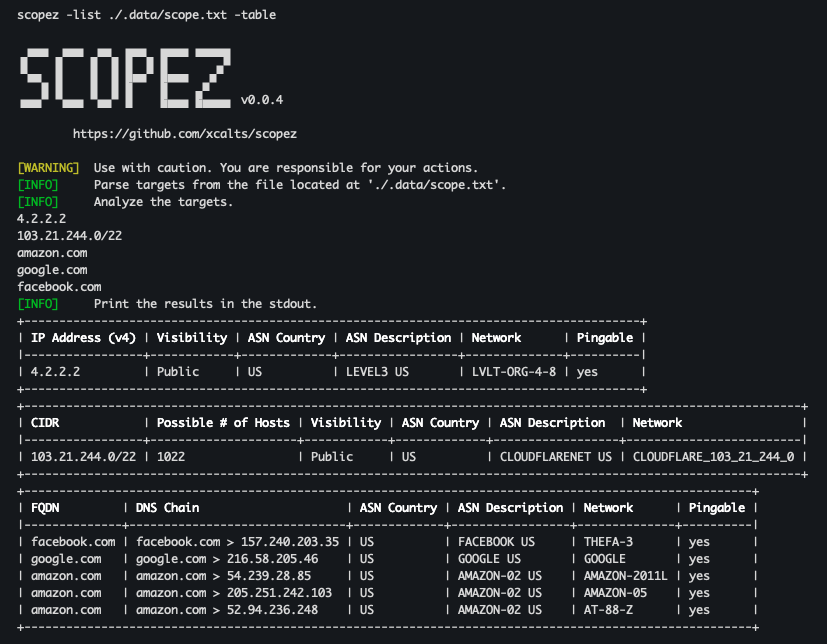 scopez -list ./.data/scope.txt -table
SCOPEZ v0.0.4
https://github.com/xcalts/scopez
[WARNING]  Use with caution. You are responsible for your actions.
[INFO]     Parse targets from the file located at './.data/scope.txt'.
[INFO]     Analyze the targets.
4.2.2.2
103.21.244.0/22
amazon.com
google.com
facebook.com
[INFO]     Print the results in the stdout.
+----------------------------------------------------------------------------------------+
| IP Address (v4) | Visibility | ASN Country | ASN Description | Network      | Pingable |
|-----------------+------------+-------------+-----------------+--------------+----------|
| 4.2.2.2         | Public     | US          | LEVEL3 US       | LVLT-ORG-4-8 | yes      |
+----------------------------------------------------------------------------------------+
+---------------------------------------------------------------------------------------------------------------+
| CIDR            | Possible # of Hosts | Visibility | ASN Country | ASN Description  | Network                 |
|-----------------+---------------------+------------+-------------+------------------+-------------------------|
| 103.21.244.0/22 | 1022                | Public     | US          | CLOUDFLARENET US | CLOUDFLARE_103_21_244_0 |
+---------------------------------------------------------------------------------------------------------------+
+--------------------------------------------------------------------------------------------------------+
| FQDN         | DNS Chain                     | ASN Country | ASN Description | Network      | Pingable |
|--------------+-------------------------------+-------------+-----------------+--------------+----------|
| facebook.com | facebook.com > 157.240.203.35 | US          | FACEBOOK US     | THEFA-3      | yes      |
| google.com   | google.com > 216.58.205.46    | US          | GOOGLE US       | GOOGLE       | yes      |
| amazon.com   | amazon.com > 54.239.28.85     | US          | AMAZON-02 US    | AMAZON-2011L | yes      |
| amazon.com   | amazon.com > 205.251.242.103  | US          | AMAZON-02 US    | AMAZON-05    | yes      |
| amazon.com   | amazon.com > 52.94.236.248    | US          | AMAZON-02 US    | AT-88-Z      | yes      |
+--------------------------------------------------------------------------------------------------------+